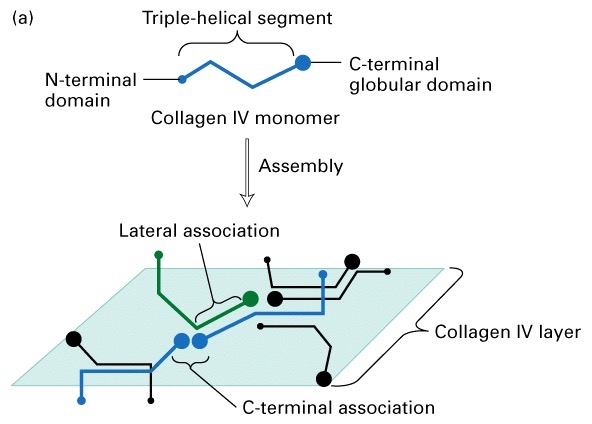 (a)
Triple-helical segment
N-terminal
domain
C-terminal
globular domain
Collagen IV monomer
Assembly
Lateral association
Collagen IV layer
C-terminal association